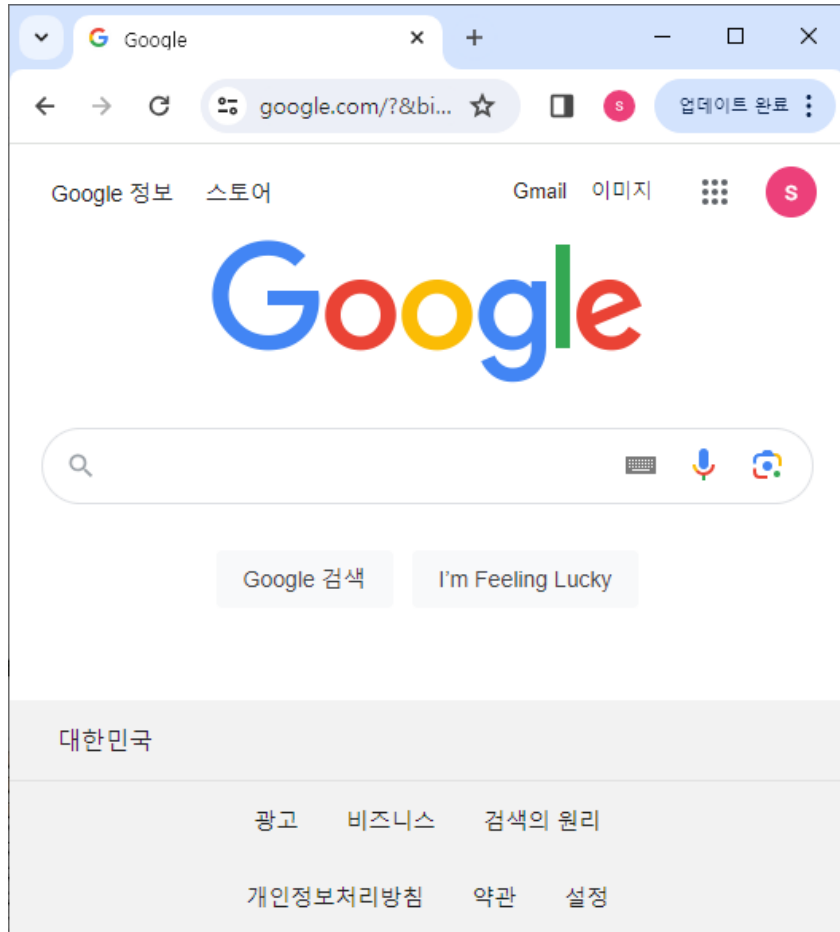 Google
google.com/?&bi... S 업데이트 완료
Google 정보 스토어 Gmail 이미지 S
Google
Google 검색 I'm Feeling Lucky
대한민국
광고 비즈니스 검색의 원리
개인정보처리방침 약관 설정